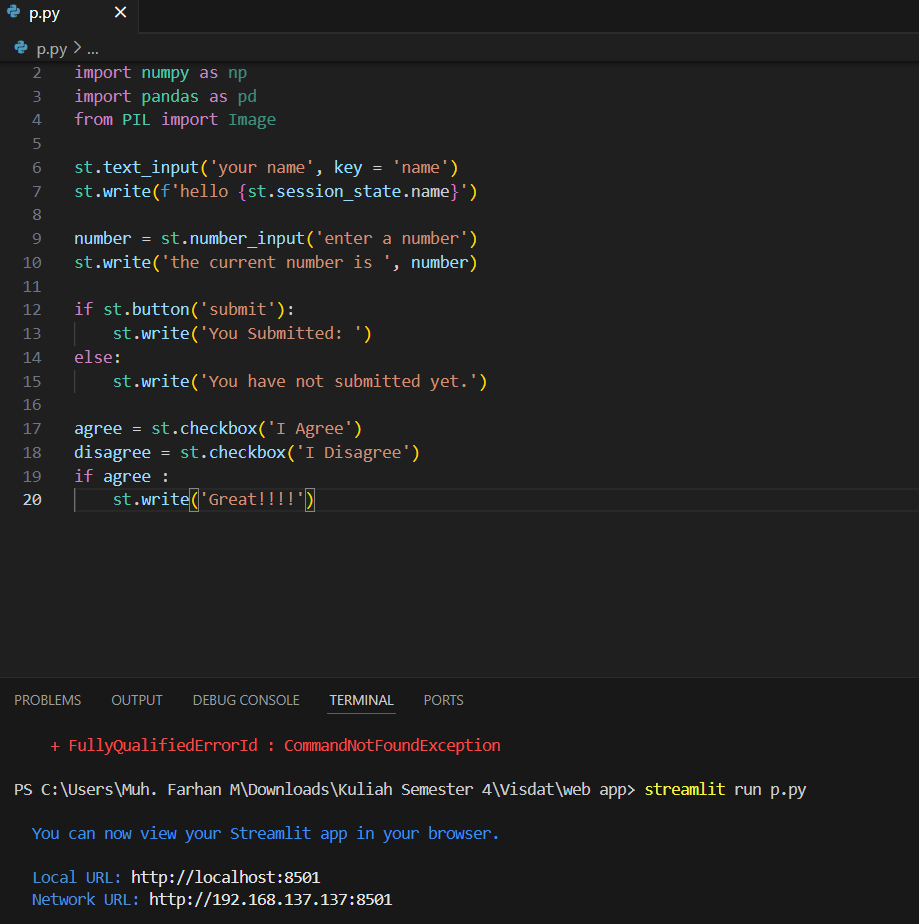 p.py
p.py > ...
2 import numpy as np
3 import pandas as pd
4 from PIL import Image
5
6 st.text_input('your name', key = 'name')
7 st.write(f'hello {st.session_state.name}')
8
9 number = st.number_input('enter a number')
10 st.write('the current number is ', number)
11
12 if st.button('submit'):
13     st.write('You Submitted: ')
14 else:
15     st.write('You have not submitted yet.')
16
17 agree = st.checkbox('I Agree')
18 disagree = st.checkbox('I Disagree')
19 if agree :
20     st.write('Great!!!!')
PROBLEMS OUTPUT DEBUG CONSOLE TERMINAL PORTS
+ FullyQualifiedErrorId : CommandNotFoundException
PS C:\Users\Muh. Farhan M\Downloads\Kuliah Semester 4\Visdat\web app> streamlit run p.py
You can now view your Streamlit app in your browser.
Local URL: http://localhost:8501
Network URL: http://192.168.137.137:8501